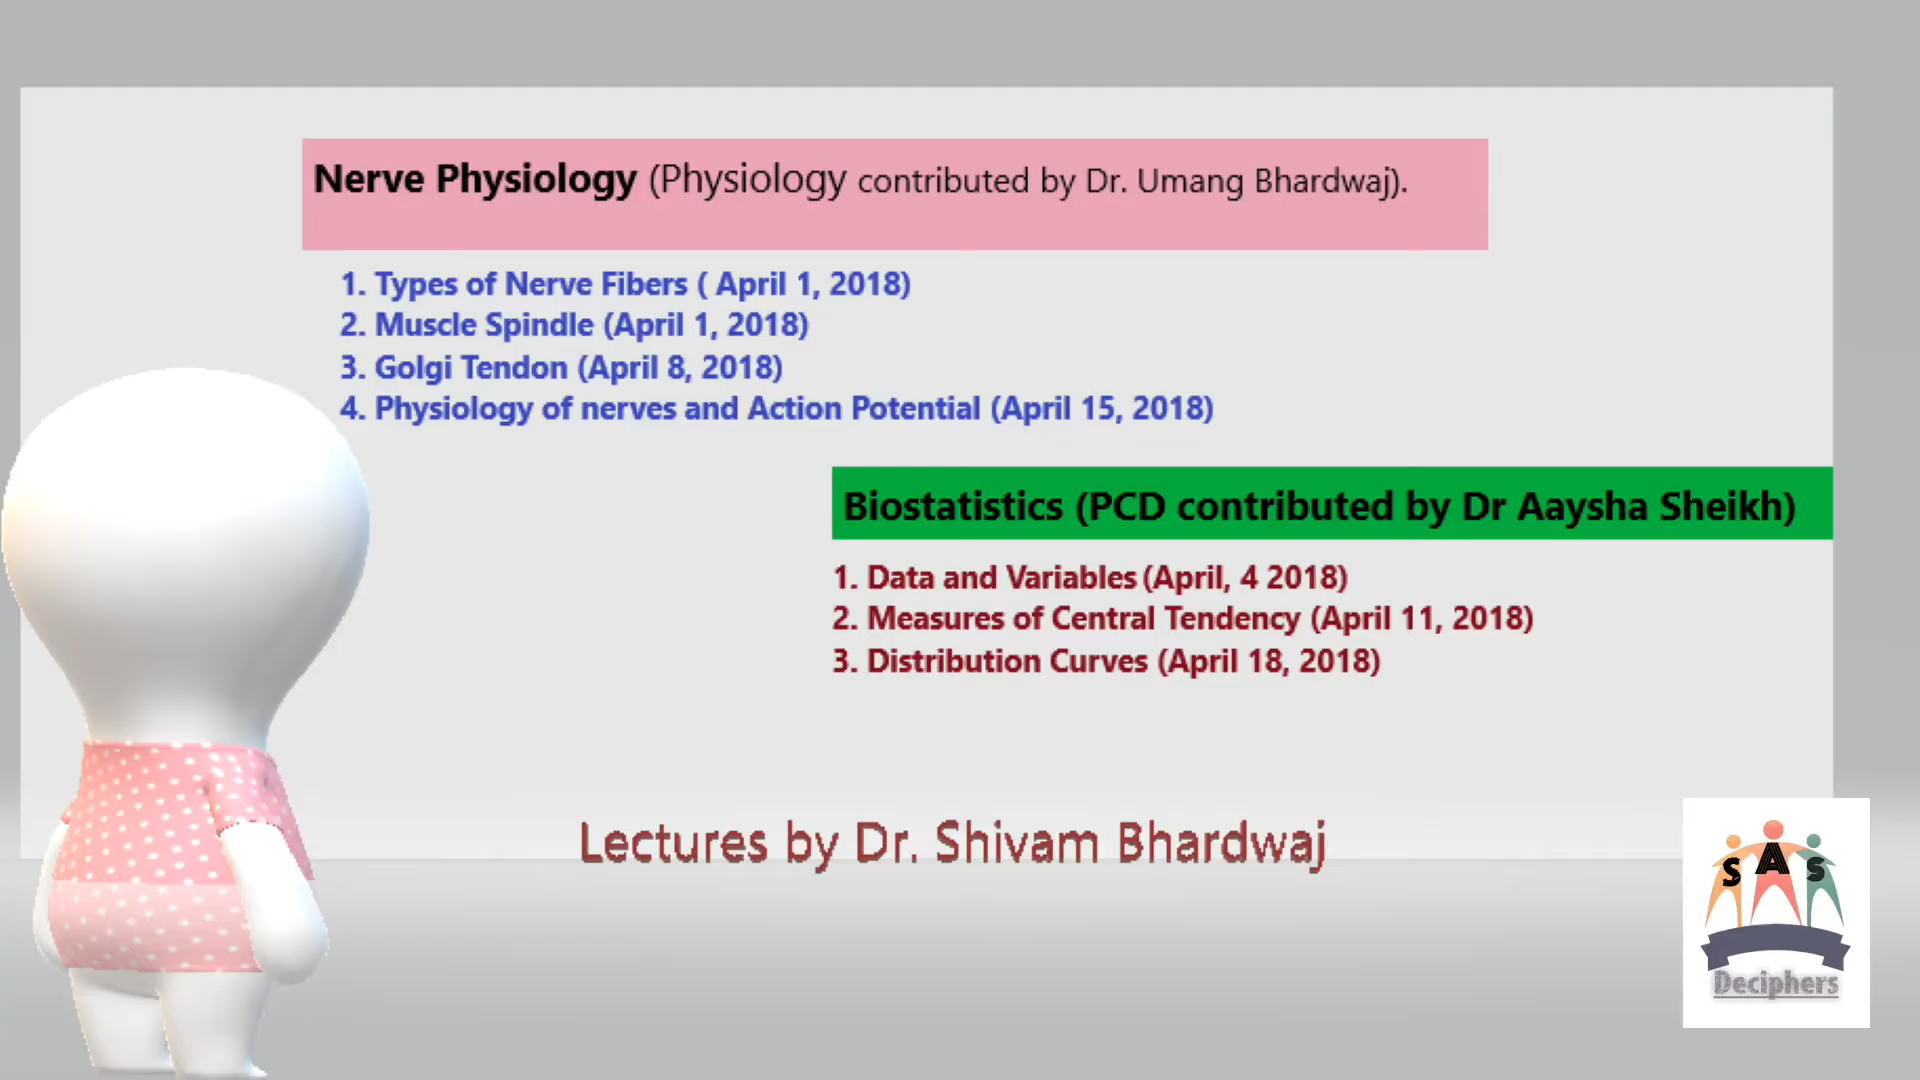 Nerve Physiology (Physiology contributed by Dr. Umang Bhardwaj).
1. Types of Nerve Fibers ( April 1, 2018)
2. Muscle Spindle (April 1, 2018)
3. Golgi Tendon (April 8, 2018)
4. Physiology of nerves and Action Potential (April 15, 2018)
Biostatistics (PCD contributed by Dr Aaysha Sheikh)
1. Data and Variables (April, 4 2018)
2. Measures of Central Tendency (April 11, 2018)
3. Distribution Curves (April 18, 2018)
Lectures by Dr. Shivam Bhardwaj
SAS
Deciphers